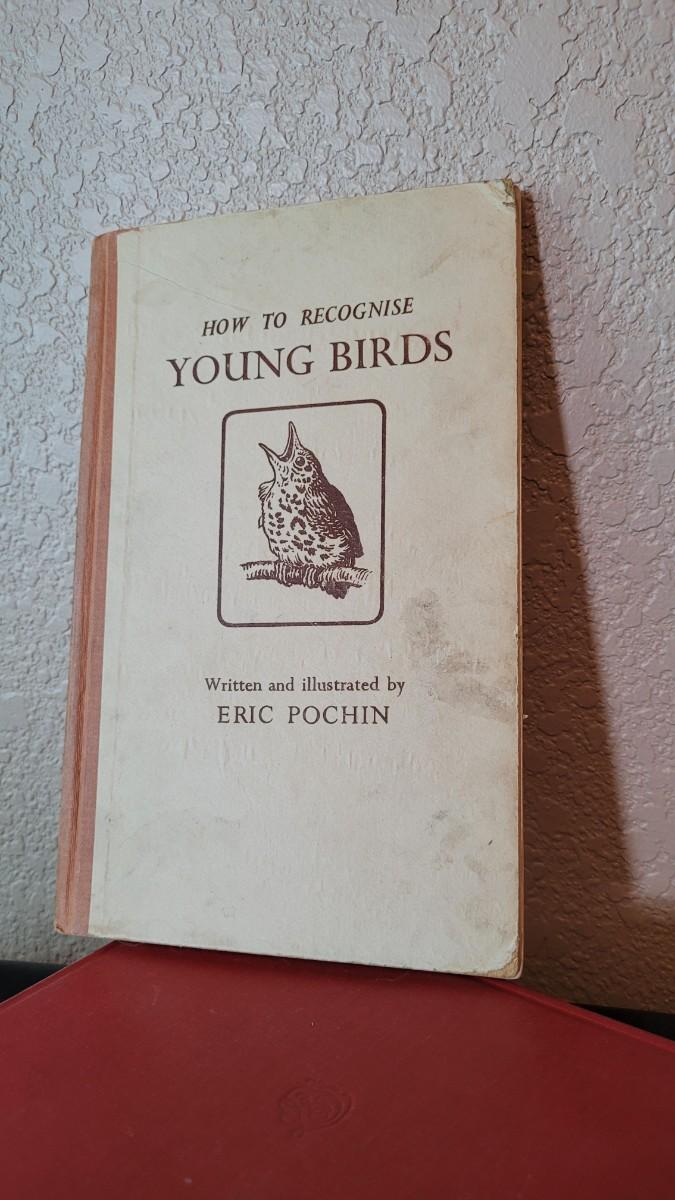 HOW TO RECOGNISE
YOUNG BIRDS
Written and illustrated by
ERIC POCHIN